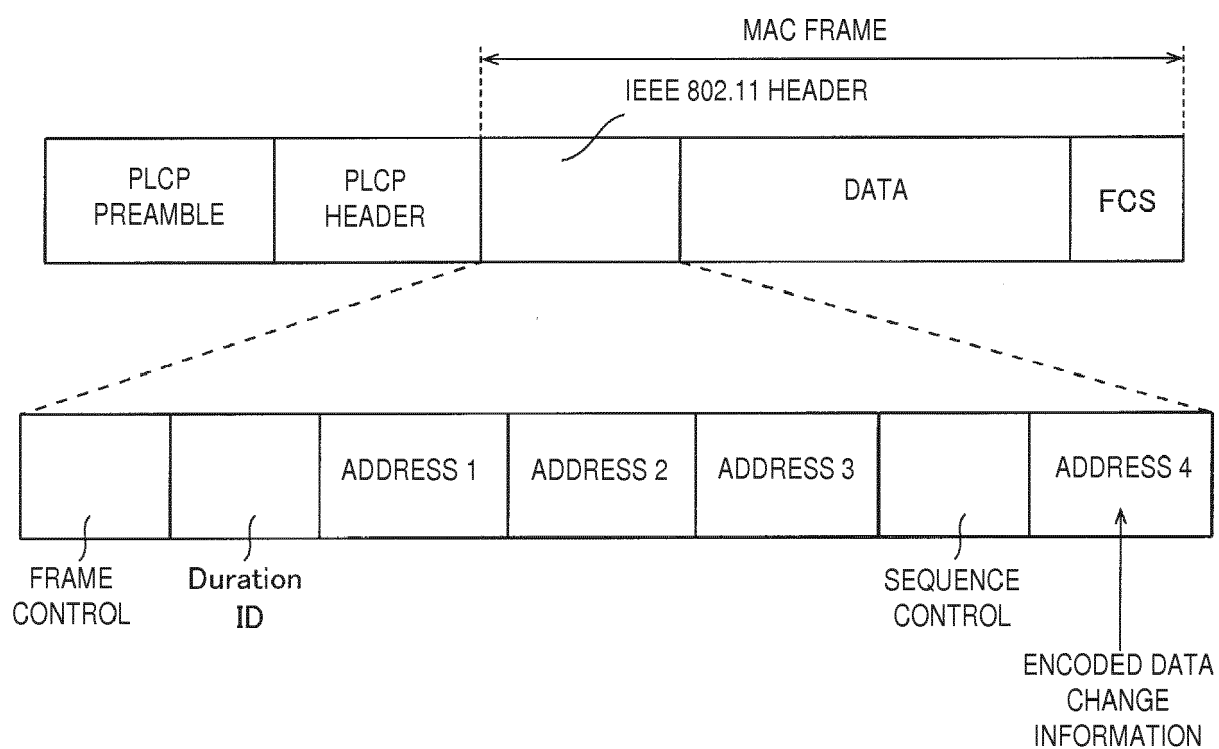 MAC FRAME
IEEE 802.11 HEADER
PLCP
PREAMBLE
PLCP
HEADER
DATA
FCS
ADDRESS 1
ADDRESS 2
ADDRESS 3
ADDRESS 4
FRAME
CONTROL
Duration
ID
SEQUENCE
CONTROL
ENCODED DATA
CHANGE
INFORMATION